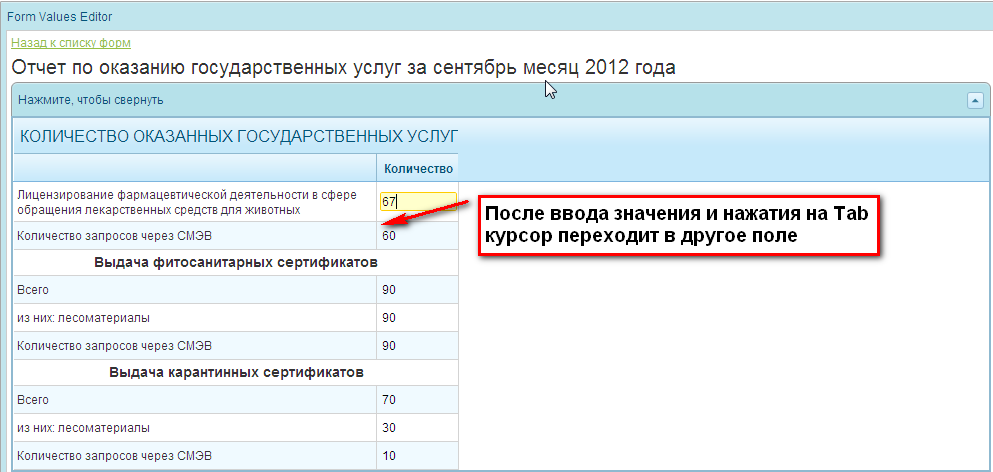 Form Values Editor
Назад к списку форм
Отчет по оказанию государственных услуг за сентябрь месяц 2012 года
Нажмите, чтобы свернуть
КОЛИЧЕСТВО ОКАЗАННЫХ ГОСУДАРСТВЕННЫХ УСЛУГ
Количество
Лицензирование фармацевтической деятельности в сфере
обращения лекарственных средств для животных
67
После ввода значения и нажатия на Tab
курсор переходит в другое поле
Количество запросов через СМЭВ 60
Выдача фитосанитарных сертификатов
Всего 90
из них: лесоматериалы 90
Количество запросов через СМЭВ 90
Выдача карантинных сертификатов
Всего 70
из них: лесоматериалы 30
Количество запросов через СМЭВ 10